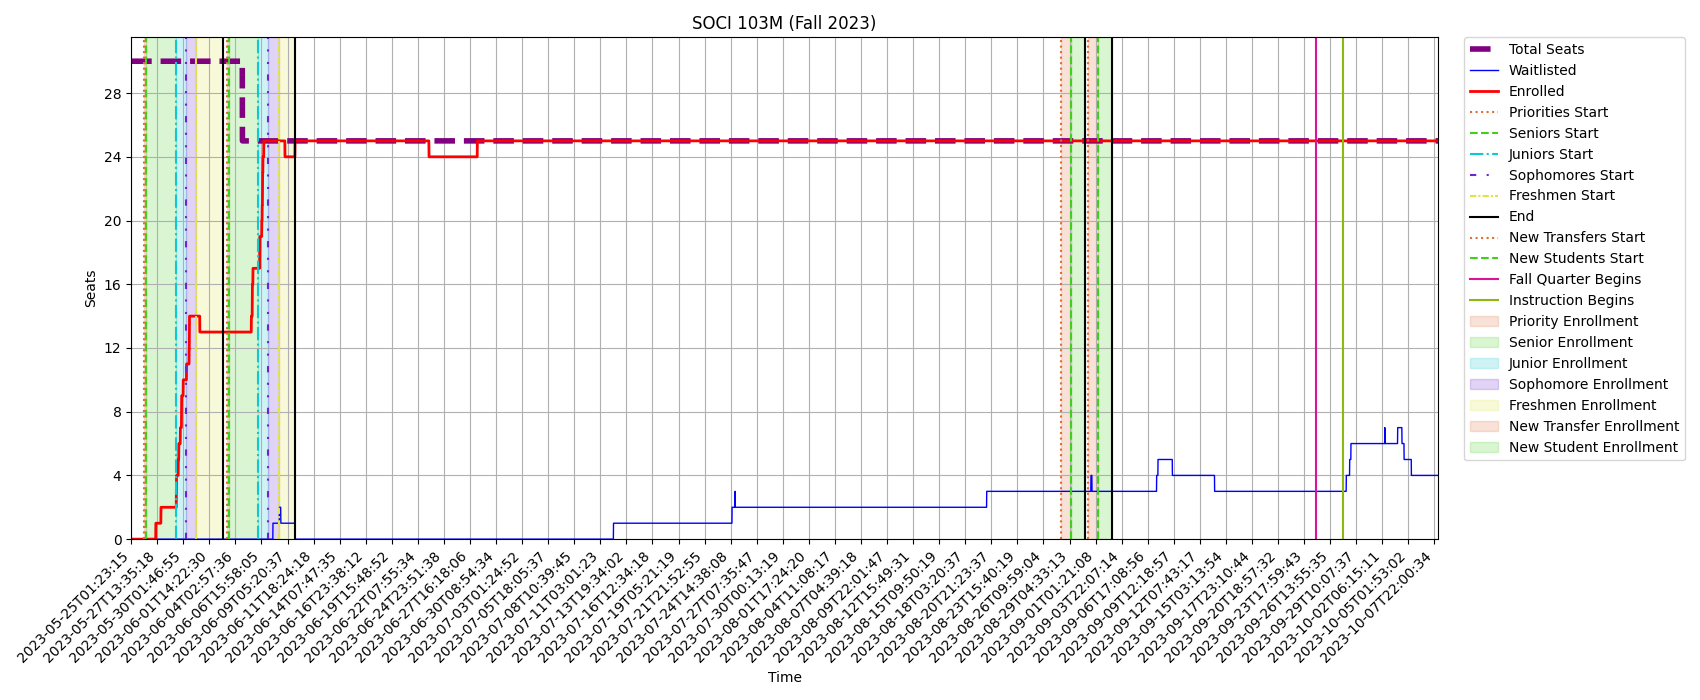 SOCI 103M (Fall 2023)
Seats
28
24
20
16
12
8
4
0
2023-05-25T01:23:15
2023-05-27T13:35:18
2023-05-30T01:46:55
2023-06-01T14:22:30
2023-06-04T02:57:36
2023-06-06T15:58:05
2023-06-09T05:20:37
2023-06-11T18:24:18
2023-06-14T07:47:35
2023-06-16T23:38:12
2023-06-19T15:48:52
2023-06-22T07:55:34
2023-06-24T23:51:38
2023-06-27T16:18:06
2023-06-30T08:54:34
2023-07-03T01:24:52
2023-07-05T18:05:37
2023-07-08T10:39:45
2023-07-11T03:01:23
2023-07-13T19:34:02
2023-07-16T12:34:18
2023-07-19T05:21:19
2023-07-21T21:52:55
2023-07-24T14:38:08
2023-07-27T07:35:47
2023-07-30T00:13:19
2023-08-01T17:24:20
2023-08-04T11:08:17
2023-08-07T04:39:18
2023-08-09T22:01:47
2023-08-12T15:49:31
2023-08-15T09:50:19
2023-08-18T03:20:37
2023-08-20T21:23:37
2023-08-23T15:40:19
2023-08-26T09:59:04
2023-08-29T04:33:13
2023-09-01T01:21:08
2023-09-03T22:07:14
2023-09-06T17:08:56
2023-09-09T12:18:57
2023-09-12T07:43:17
2023-09-15T03:13:54
2023-09-17T23:10:44
2023-09-20T18:57:32
2023-09-23T17:59:43
2023-09-26T13:55:35
2023-09-29T10:07:37
2023-10-02T06:15:11
2023-10-05T01:53:02
2023-10-07T22:00:34
Time
Total Seats
Waitlisted
Enrolled
Priorities Start
Seniors Start
Juniors Start
Sophomores Start
Freshmen Start
End
New Transfers Start
New Students Start
Fall Quarter Begins
Instruction Begins
Priority Enrollment
Senior Enrollment
Junior Enrollment
Sophomore Enrollment
Freshmen Enrollment
New Transfer Enrollment
New Student Enrollment